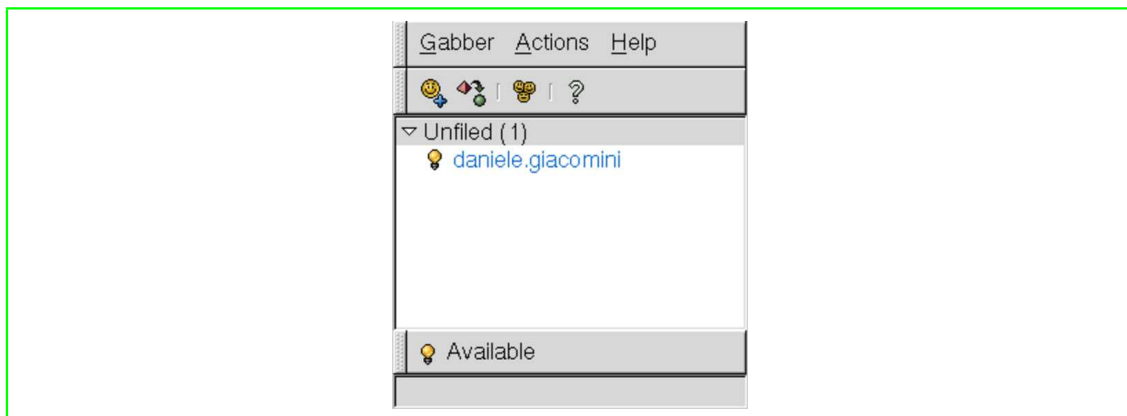 Gabber Actions Help
Unfiled (1)
daniele.giacomini
Available